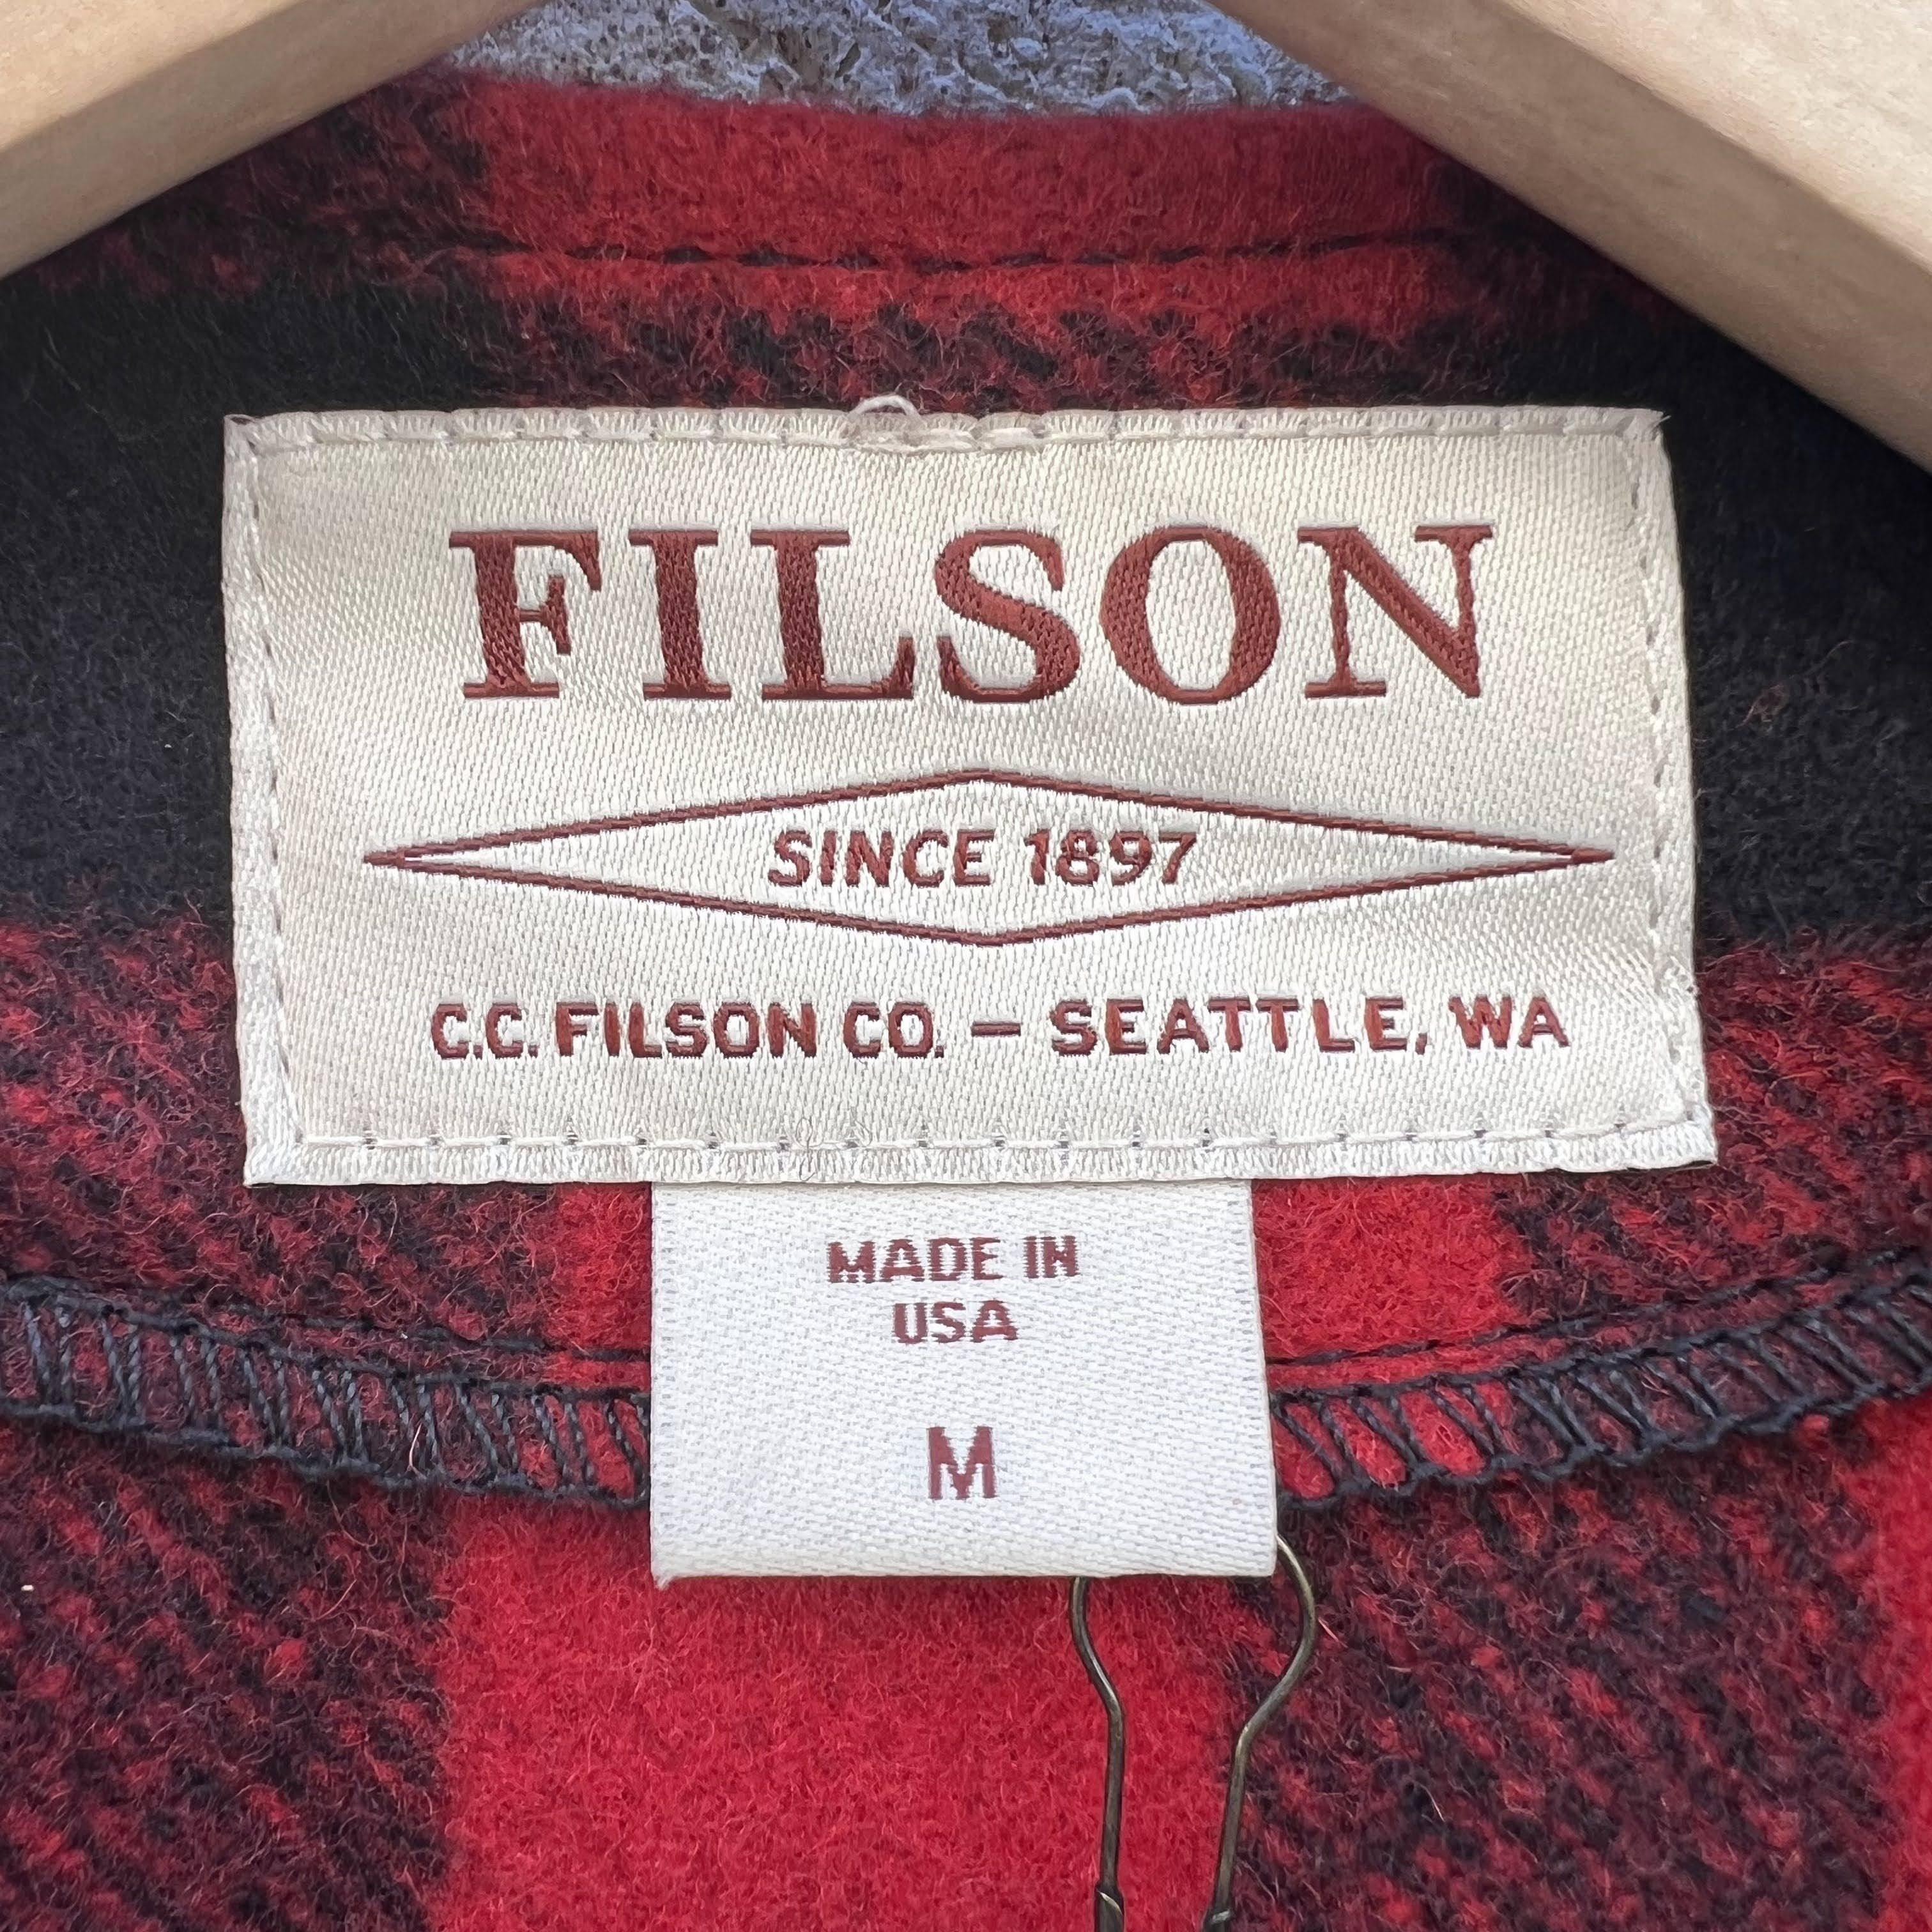 FILSON
SINCE 1897
C.C. FILSON CO. – SEATTLE, WA
MADE IN
USA
M